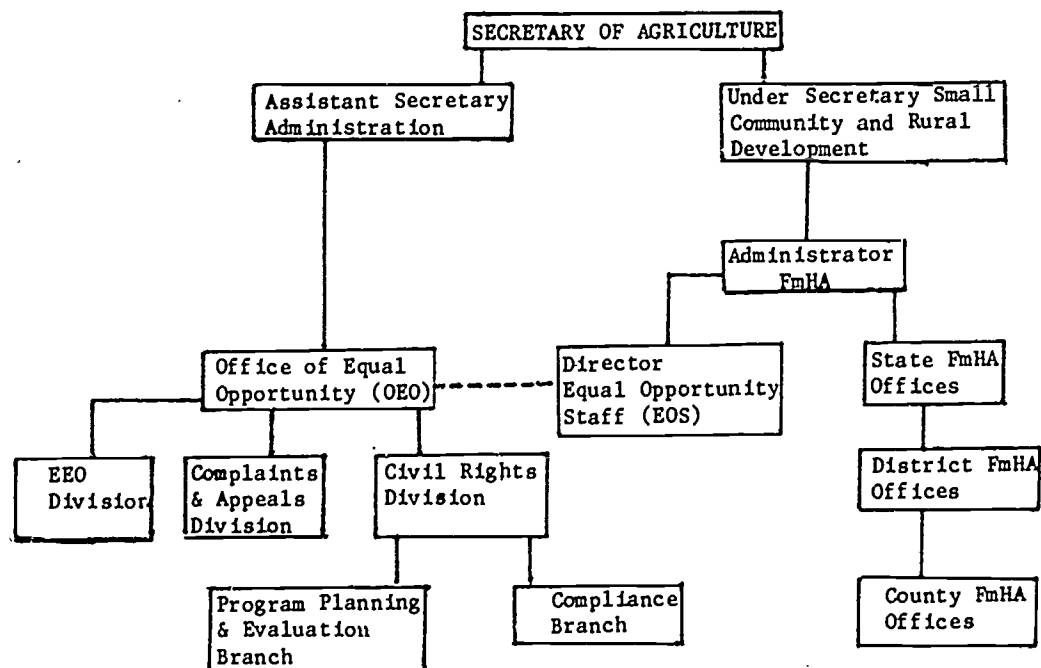 SECRETARY OF AGRICULTURE
Assistant Secretary
Administration
Under Secretary Small
Community and Rural
Development
Administrator
FmHA
Office of Equal
Opportunity (OEO)
Director
Equal Opportunity
Staff (EOS)
State FmHA
Offices
EEO
Division
Complaints
& Appeals
Division
Civil Rights
Division
District FmHA
Offices
Program Planning
& Evaluation
Branch
Compliance
Branch
County FmHA
Offices